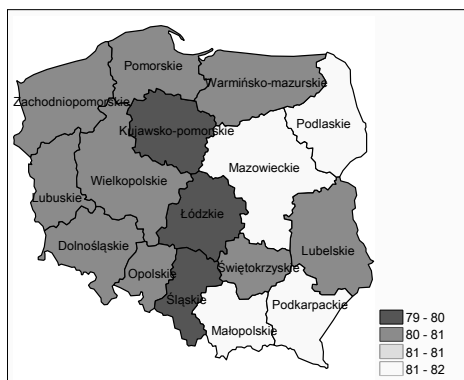 Pomorskie
Warmińsko-mazurskie
Zachodniopomorskie
Podlaskie
Kujawsko-pomorskie
Mazowieckie
Wielkopolskie
Lubuskie
Łódzkie
Dolnośląskie
Lubelskie
Opolskie
Świętokrzyskie
Śląskie
Podkarpackie
Małopolskie
79 - 80
80 - 81
81 - 81
81 - 82